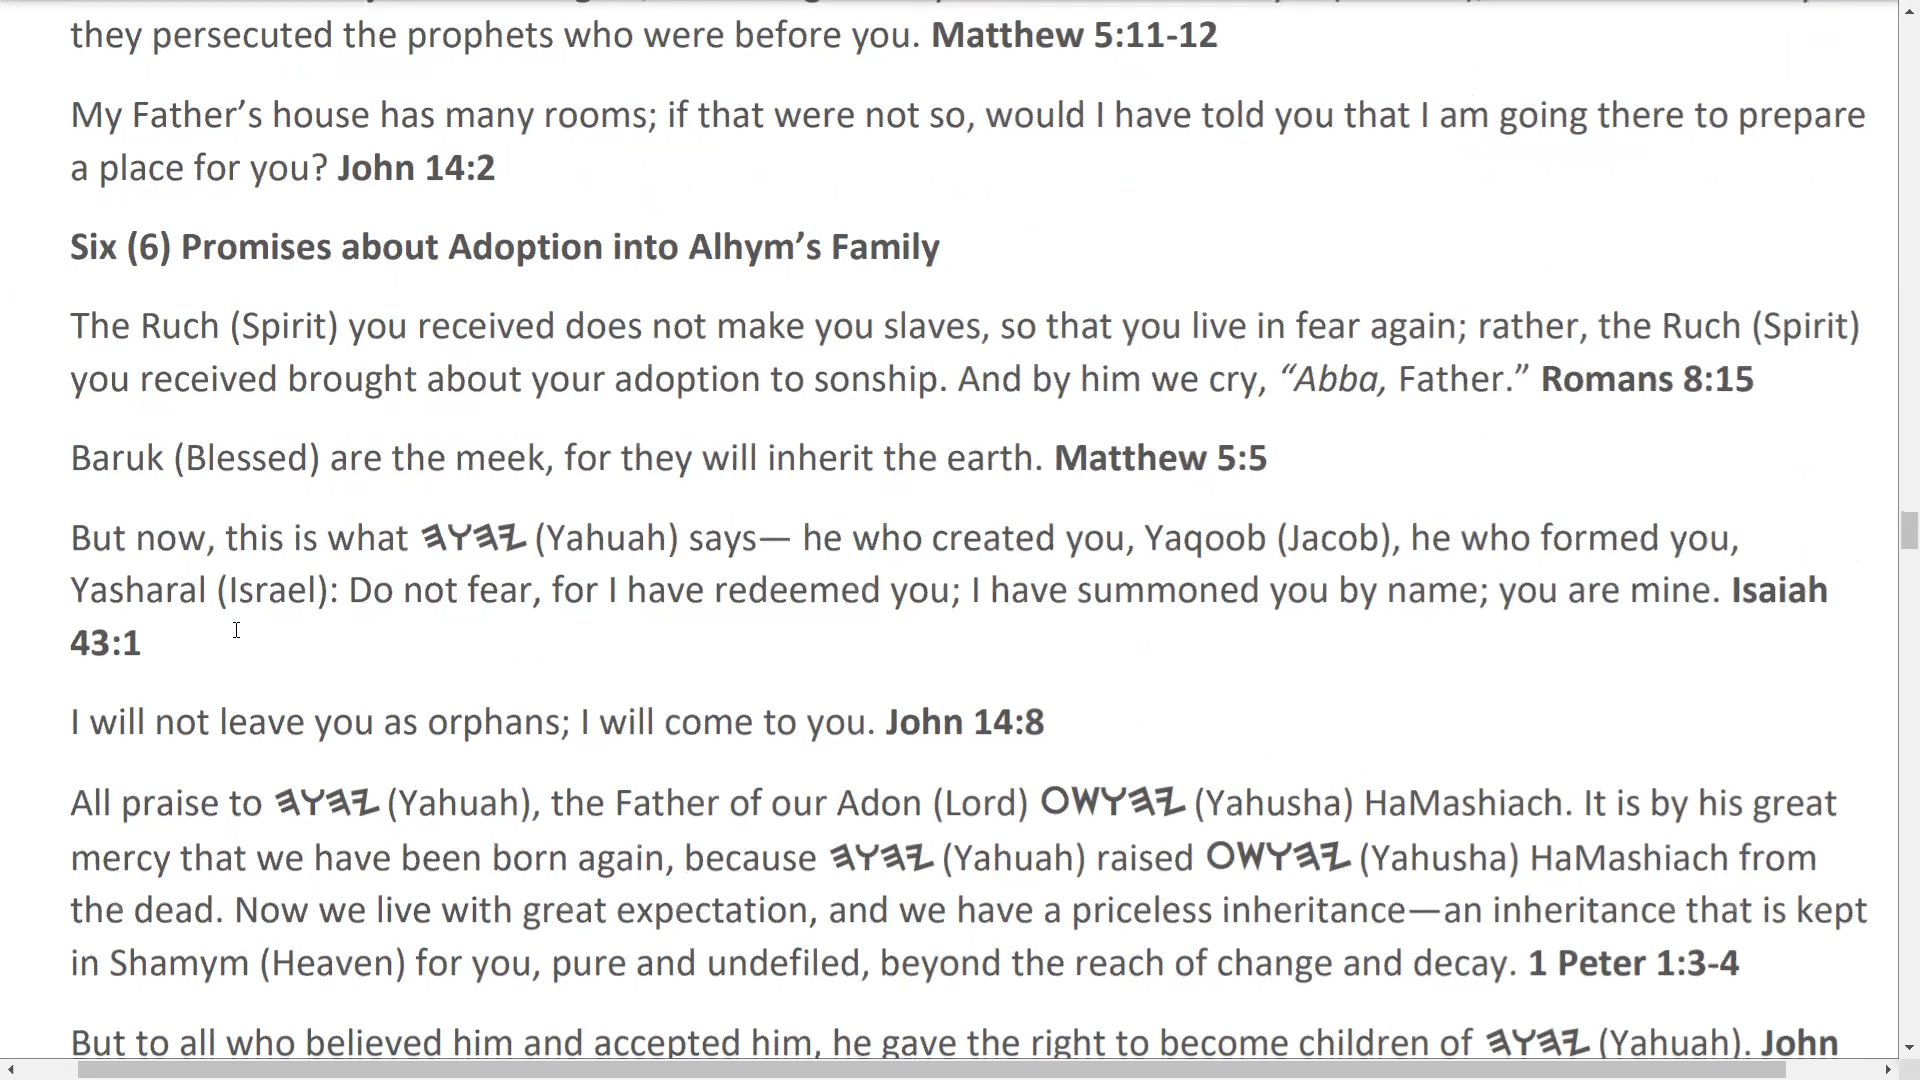 they persecuted the prophets who were before you. Matthew 5:11-12
My Father’s house has many rooms; if that were not so, would I have told you that I am going there to prepare
a place for you? John 14:2
Six (6) Promises about Adoption into Alhym’s Family
The Ruch (Spirit) you received does not make you slaves, so that you live in fear again; rather, the Ruch (Spirit)
you received brought about your adoption to sonship. And by him we cry, “Abba, Father.” Romans 8:15
Baruk (Blessed) are the meek, for they will inherit the earth. Matthew 5:5
But now, this is what 𐤄𐤅𐤄𐤉 (Yahuah) says— he who created you, Yaqoob (Jacob), he who formed you,
Yasharal (Israel): Do not fear, for I have redeemed you; I have summoned you by name; you are mine. Isaiah
43:1
I will not leave you as orphans; I will come to you. John 14:8
All praise to 𐤄𐤅𐤄𐤉 (Yahuah), the Father of our Adon (Lord) 𐤏𐤔𐤅𐤄𐤉 (Yahusha) HaMashiach. It is by his great
mercy that we have been born again, because 𐤄𐤅𐤄𐤉 (Yahuah) raised 𐤏𐤔𐤅𐤄𐤉 (Yahusha) HaMashiach from
the dead. Now we live with great expectation, and we have a priceless inheritance—an inheritance that is kept
in Shamym (Heaven) for you, pure and undefiled, beyond the reach of change and decay. 1 Peter 1:3-4
But to all who believed him and accepted him, he gave the right to become children of 𐤄𐤅𐤄𐤉 (Yahuah). John